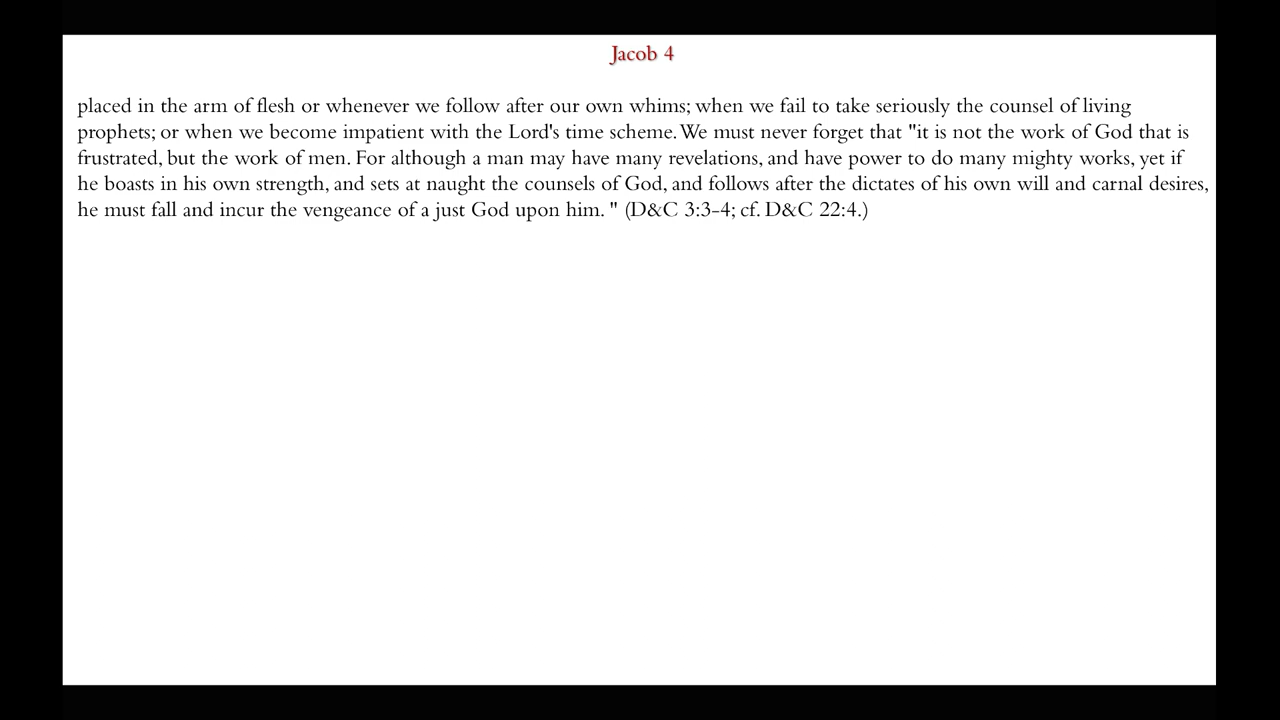 Jacob 4
placed in the arm of flesh or whenever we follow after our own whims; when we fail to take seriously the counsel of living
prophets; or when we become impatient with the Lord's time scheme. We must never forget that "it is not the work of God that is
frustrated, but the work of men. For although a man may have many revelations, and have power to do many mighty works, yet if
he boasts in his own strength, and sets at naught the counsels of God, and follows after the dictates of his own will and carnal desires,
he must fall and incur the vengeance of a just God upon him. " (D&C 3:3-4; cf. D&C 22:4.)